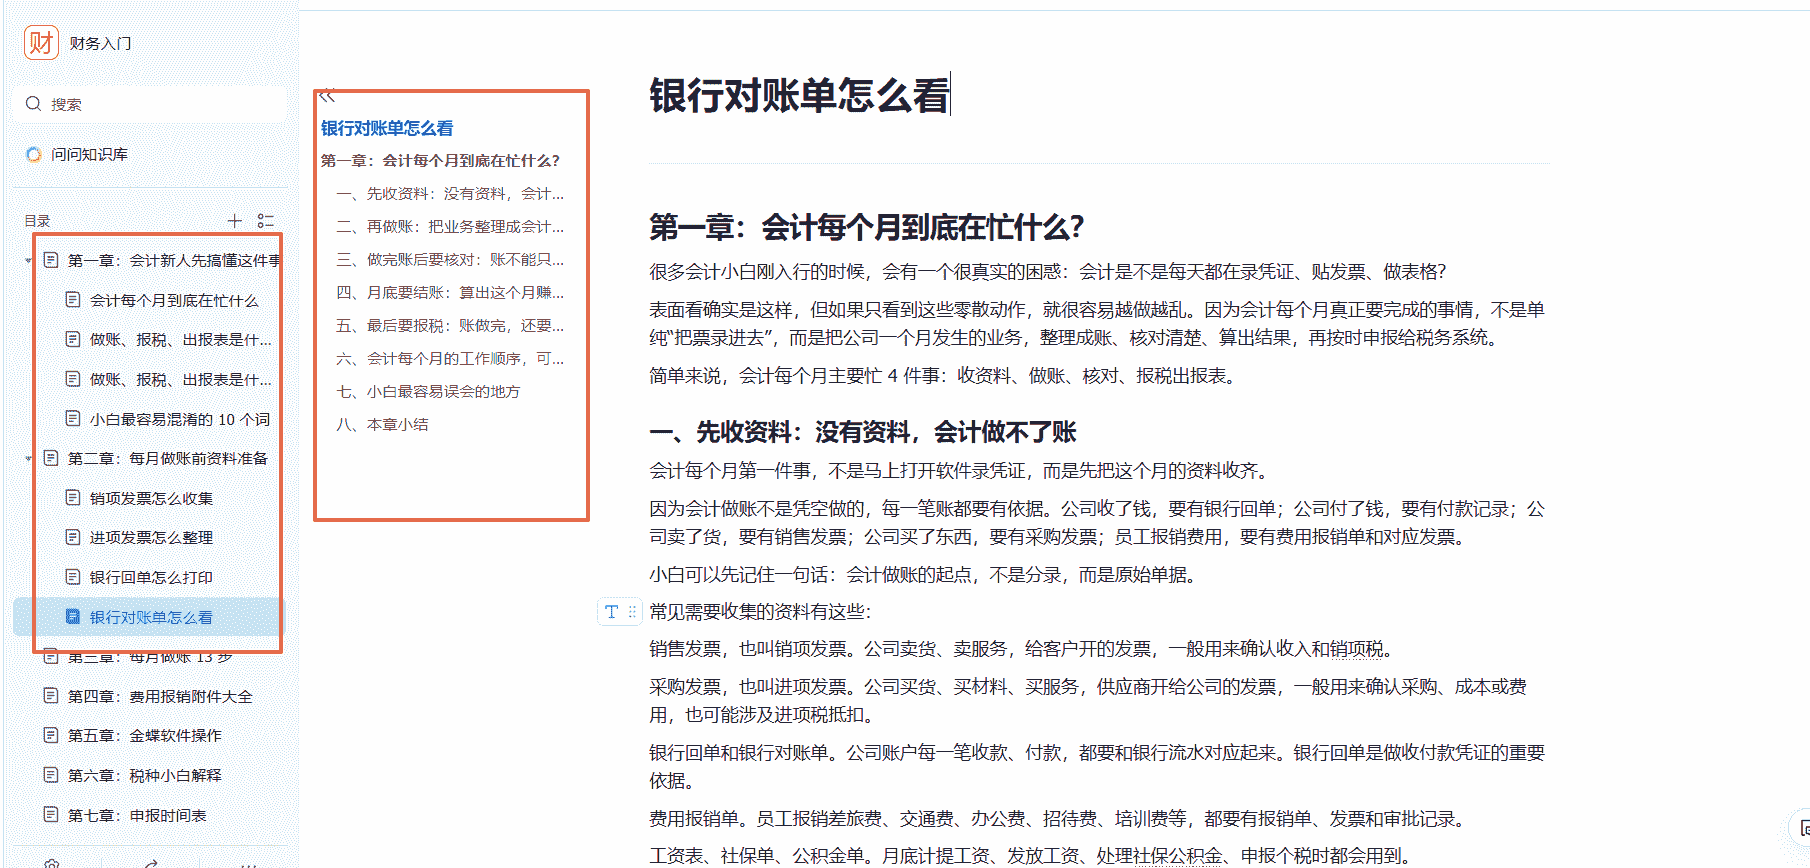 财 财务入门
搜索
问问知识库
目录
第一章：会计新人先搞懂这件事
会计每个月到底在忙什么
做账、报税、出报表是什...
做账、报税、出报表是什...
小白最容易混淆的 10 个词
第二章：每月做账前资料准备
销项发票怎么收集
进项发票怎么整理
银行回单怎么打印
银行对账单怎么看
第三章：每月做账 13 步
第四章：费用报销附件大全
第五章：金蝶软件操作
第六章：税种小白解释
第七章：申报时间表
银行对账单怎么看
第一章：会计每个月到底在忙什么？
一、先收资料：没有资料，会计...
二、再做账：把业务整理成会计...
三、做完账后要核对：账不能只...
四、月底要结账：算出这个月赚...
五、最后要报税：账做完，还要...
六、会计每个月的工作顺序，可...
七、小白最容易误会的地方
八、本章小结
银行对账单怎么看
第一章：会计每个月到底在忙什么？
很多会计小白刚入行的时候，会有一个很真实的困惑：会计是不是每天都在录凭证、贴发票、做表格？
表面看确实是这样，但如果只看到这些零散动作，就很容易越做越乱。因为会计每个月真正要完成的事情，不是单
纯“把票录进去”，而是把公司一个月发生的业务，整理成账、核对清楚、算出结果，再按时申报给税务系统。
简单来说，会计每个月主要忙 4 件事：收资料、做账、核对、报税出报表。
一、先收资料：没有资料，会计做不了账
会计每个月第一件事，不是马上打开软件录凭证，而是先把这个月的资料收齐。
因为会计做账不是凭空做的，每一笔账都要有依据。公司收了钱，要有银行回单；公司付了钱，要有付款记录；公
司卖了货，要有销售发票；公司买了东西，要有采购发票；员工报销费用，要有费用报销单和对应发票。
小白可以先记住一句话：会计做账的起点，不是分录，而是原始单据。
T 常见需要收集的资料有这些：
销售发票，也叫销项发票。公司卖货、卖服务，给客户开的发票，一般用来确认收入和销项税。
采购发票，也叫进项发票。公司买货、买材料、买服务，供应商开给公司的发票，一般用来确认采购、成本或费
用，也可能涉及进项税抵扣。
银行回单和银行对账单。公司账户每一笔收款、付款，都要和银行流水对应起来。银行回单是做收付款凭证的重要
依据。
费用报销单。员工报销差旅费、交通费、办公费、招待费、培训费等，都要有报销单、发票和审批记录。
工资表、社保单、公积金单。月底计提工资、发放工资、处理社保公积金、申报个税时都会用到。